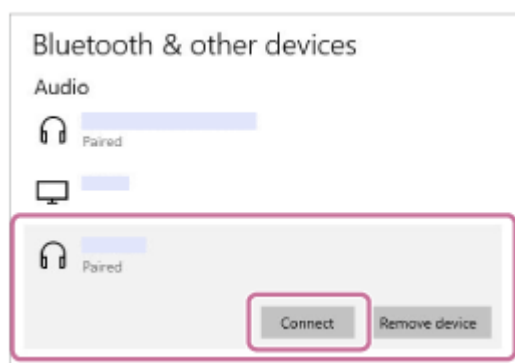 Bluetooth & other devices
Audio
Paired
Paired
Connect Remove device